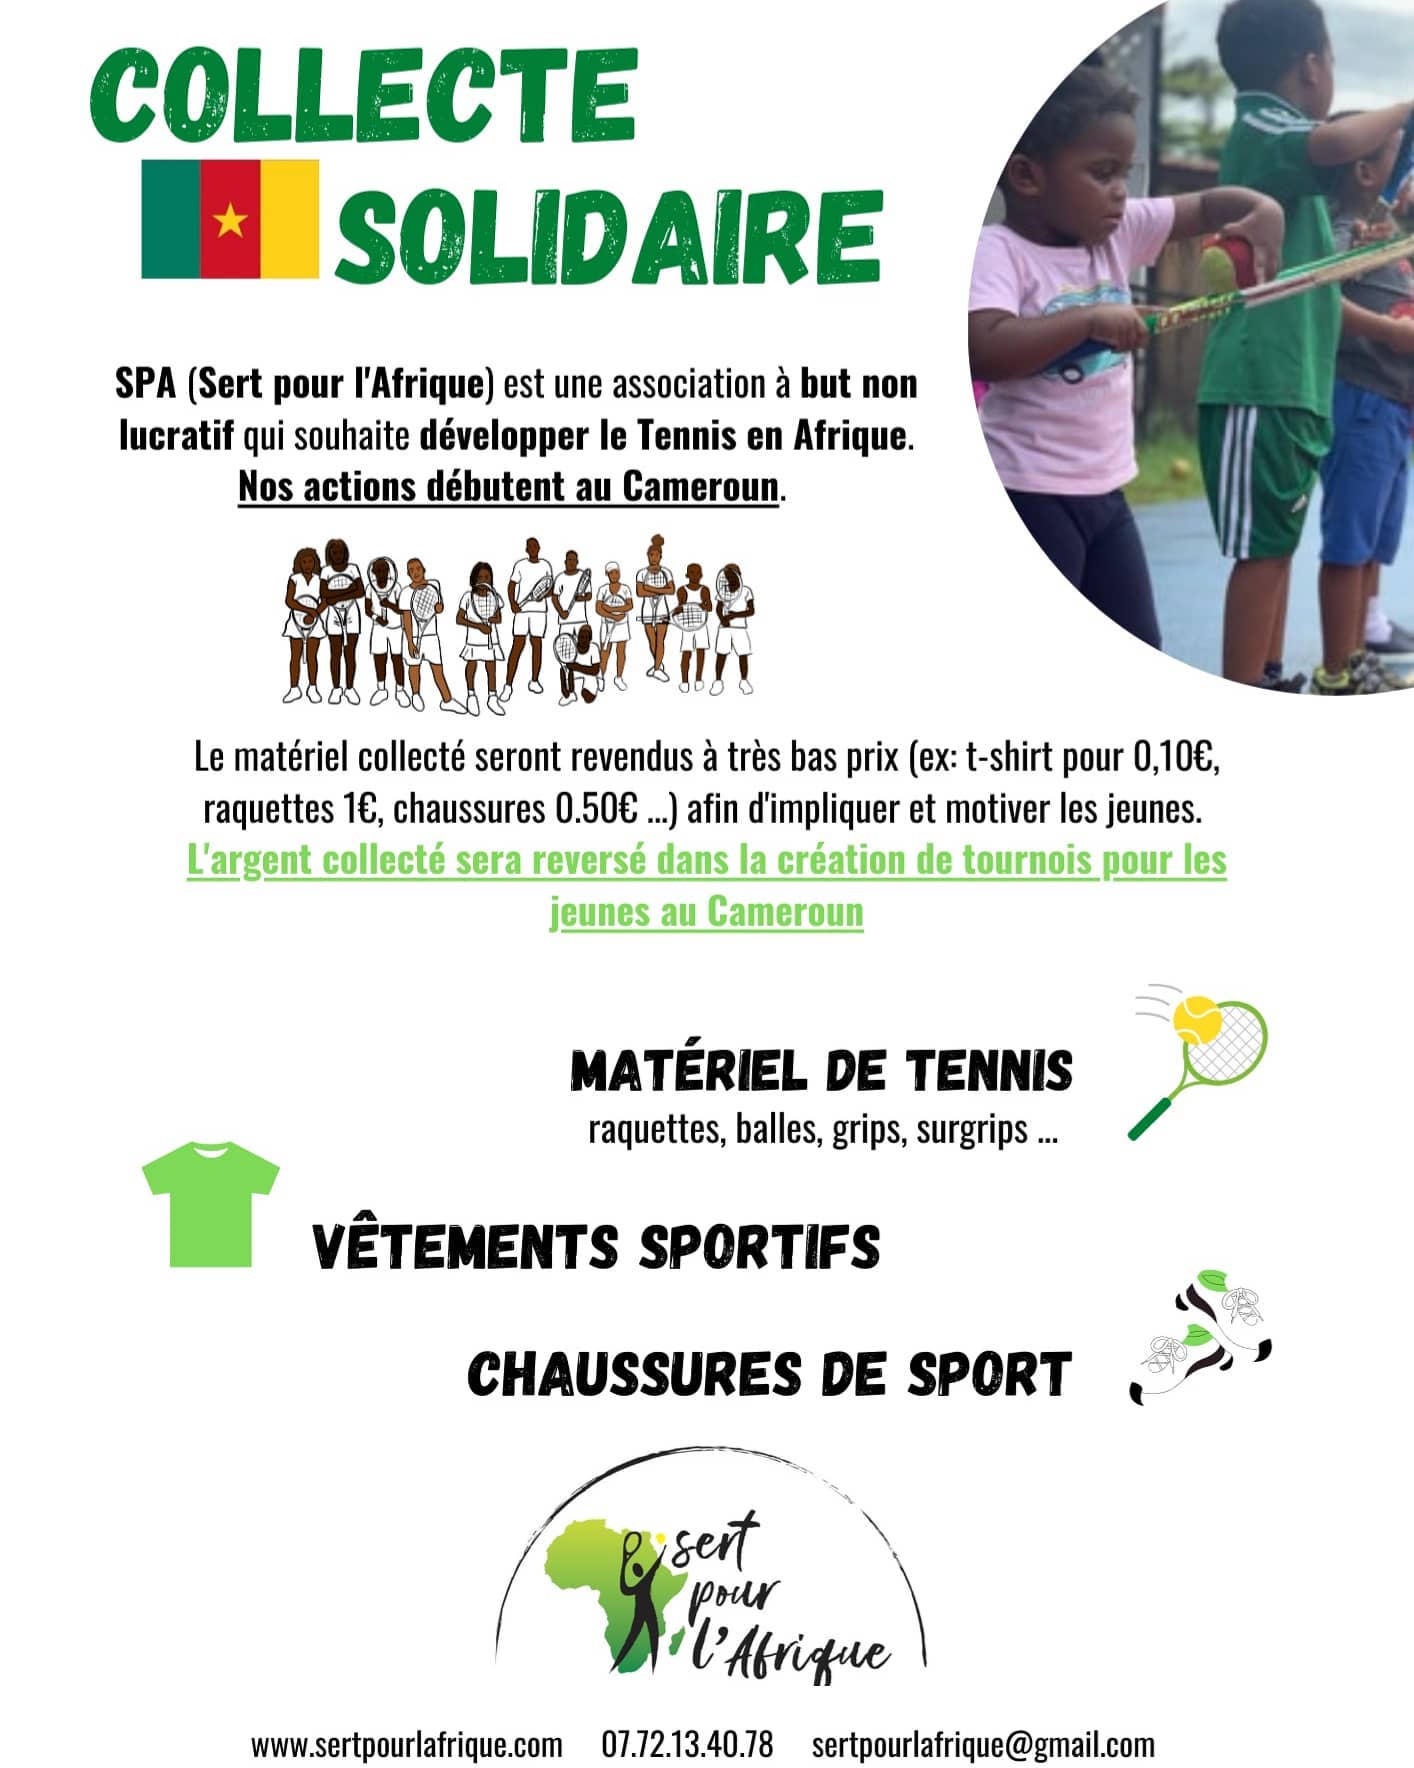 COLLECTE
SOLIDAIRE
SPA (Sert pour l'Afrique) est une association à but non
lucratif qui souhaite développer le Tennis en Afrique.
Nos actions débutent au Cameroun.
Le matériel collecté seront revendus à très bas prix (ex: t-shirt pour 0,10€,
raquettes 1€, chaussures 0.50€ ...) afin d'impliquer et motiver les jeunes.
L'argent collecté sera reversé dans la création de tournois pour les
jeunes au Cameroun
MATÉRIEL DE TENNIS
raquettes, balles, grips, surgrips ...
VÊTEMENTS SPORTIFS
CHAUSSURES DE SPORT
sert
pour
l'Afrique
www.sertpourlafrique.com 07.72.13.40.78 sertpourlafrique@gmail.com